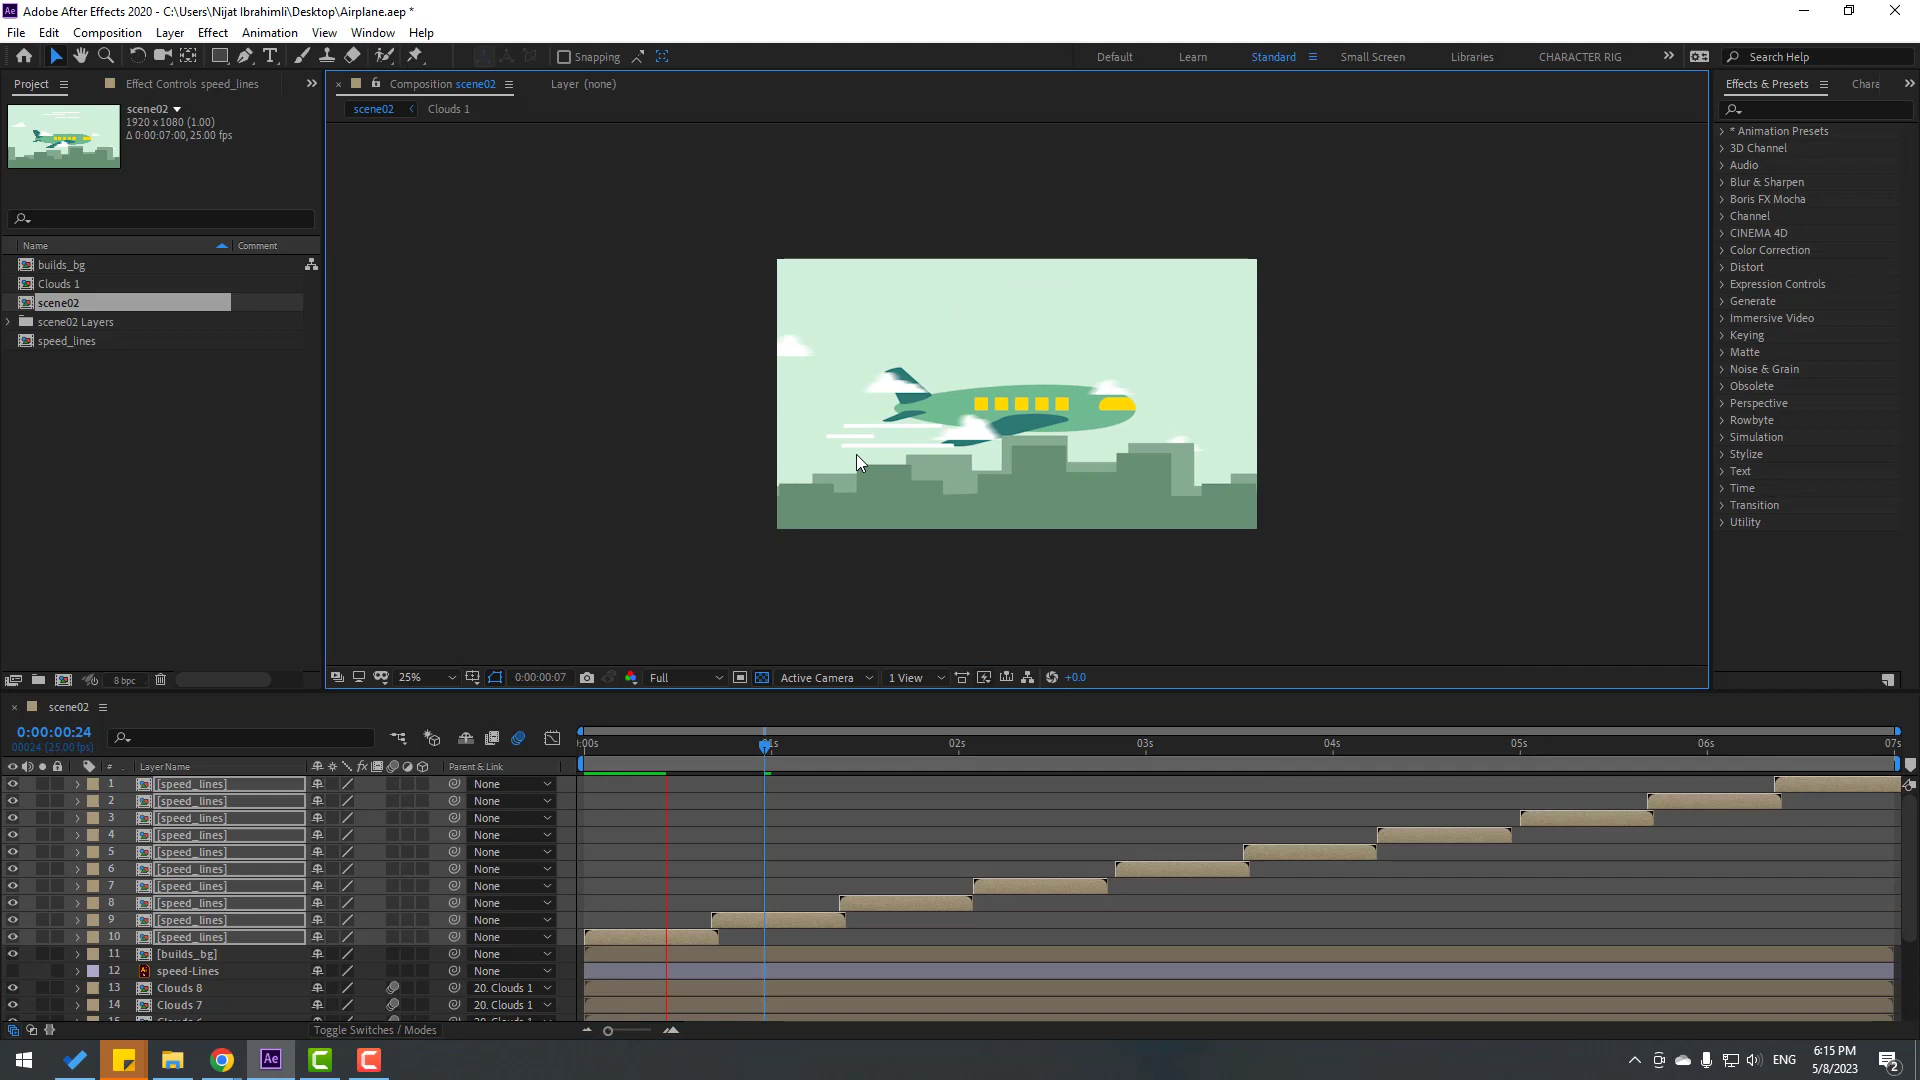 Adobe After Effects 2020 - C:\Users\Nijat Ibrahimli\Desktop\Airplane.aep *
File Edit Composition Layer Effect Animation View Window Help
Snapping
Default Learn Standard Small Screen Libraries CHARACTER RIG Search Help
Project Effect Controls speed_lines
Composition scene02 Layer (none)
Effects & Presets Chara
scene02 Clouds 1
scene02
1920 x 1080 (1.00)
Δ 0:00:07:00, 25.00 fps
Name Comment
builds_bg
Clouds 1
scene02
scene02 Layers
speed_lines
* Animation Presets
3D Channel
Audio
Blur & Sharpen
Boris FX Mocha
Channel
CINEMA 4D
Color Correction
Distort
Expression Controls
Generate
Immersive Video
Keying
Matte
Noise & Grain
Obsolete
Perspective
Rowbyte
Simulation
Stylize
Text
Time
Transition
Utility
8 bpc
25% 0:00:00:07 Full Active Camera 1 View +0.0
scene02
0:00:00:24
00024 (25.00 fps)
:00s 02s 03s 04s 05s 06s 07s
# Layer Name Parent & Link
1 [speed_lines] None
2 [speed_lines] None
3 [speed_lines] None
4 [speed_lines] None
5 [speed_lines] None
6 [speed_lines] None
7 [speed_lines] None
8 [speed_lines] None
9 [speed_lines] None
10 [speed_lines] None
11 [builds_bg] None
12 speed-Lines None
13 Clouds 8 20. Clouds 1
14 Clouds 7 20. Clouds 1
Toggle Switches / Modes
Ae
ENG
6:15 PM
5/8/2023
2